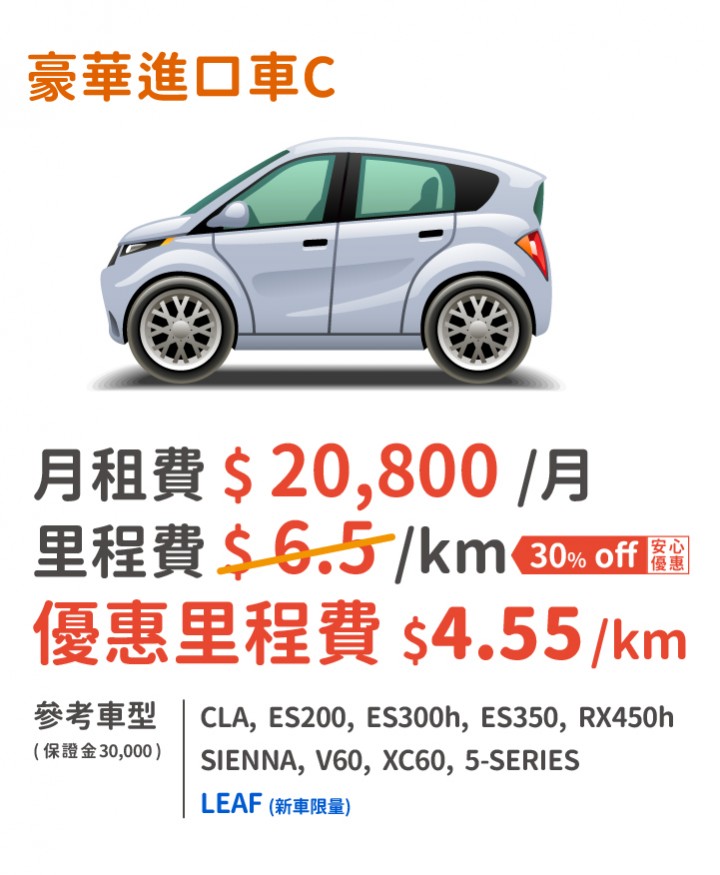 豪華進口車C
月租費 $ 20,800 /月
里程費 $ 6.5 /km 30% off 安心優惠
優惠里程費 $4.55 /km
參考車型 CLA, ES200, ES300h, ES350, RX450h
(保證金30,000) SIENNA, V60, XC60, 5-SERIES
LEAF (新車限量)